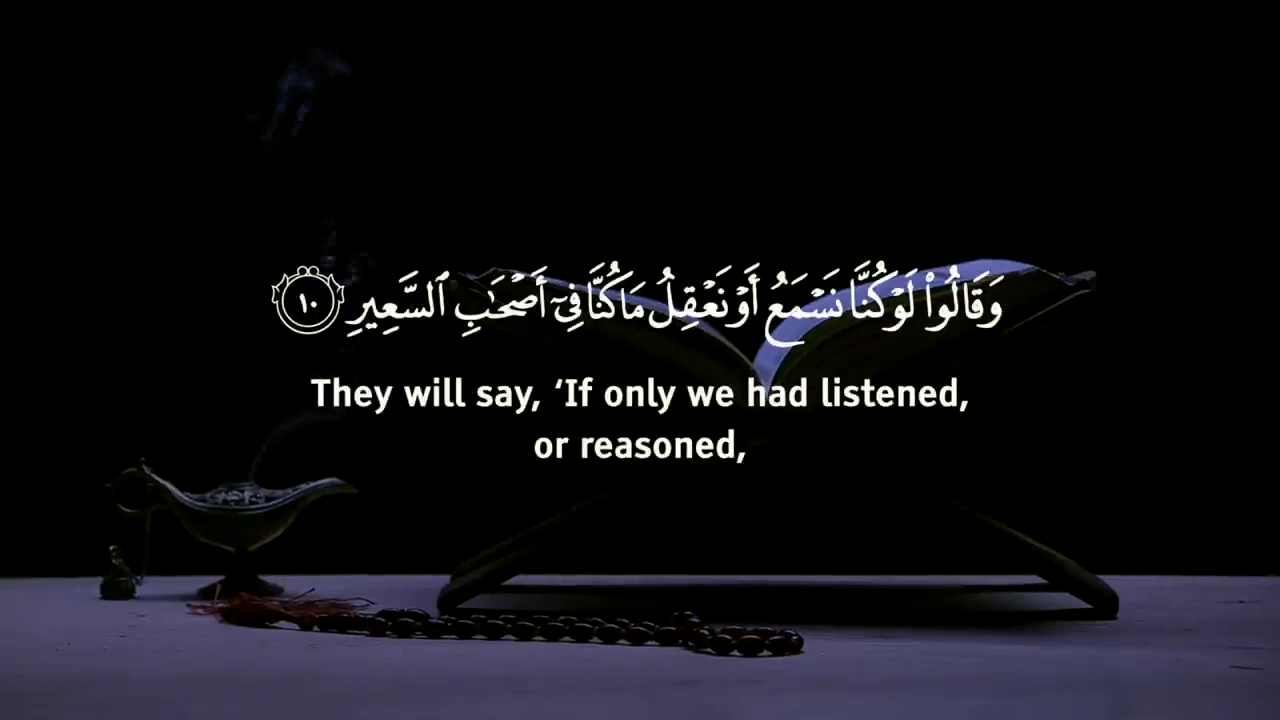 وَقَالُوا۟ لَوْ كُنَّا نَسْمَعُ أَوْ نَعْقِلُ مَا كُنَّا فِىٓ أَصْحَـٰبِ ٱلسَّعِيرِ ١٠
They will say, ‘If only we had listened,
or reasoned,